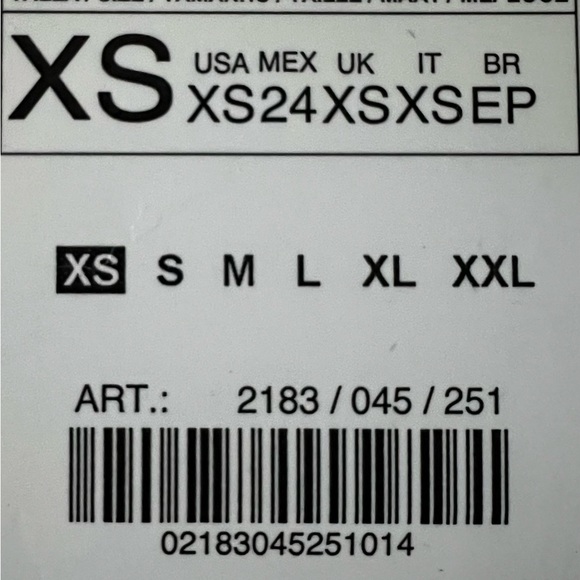 XS USA MEX UK IT BR
XS 24 XS XS EP
XS S M L XL XXL
ART.: 2183 / 045 / 251
02183045251014